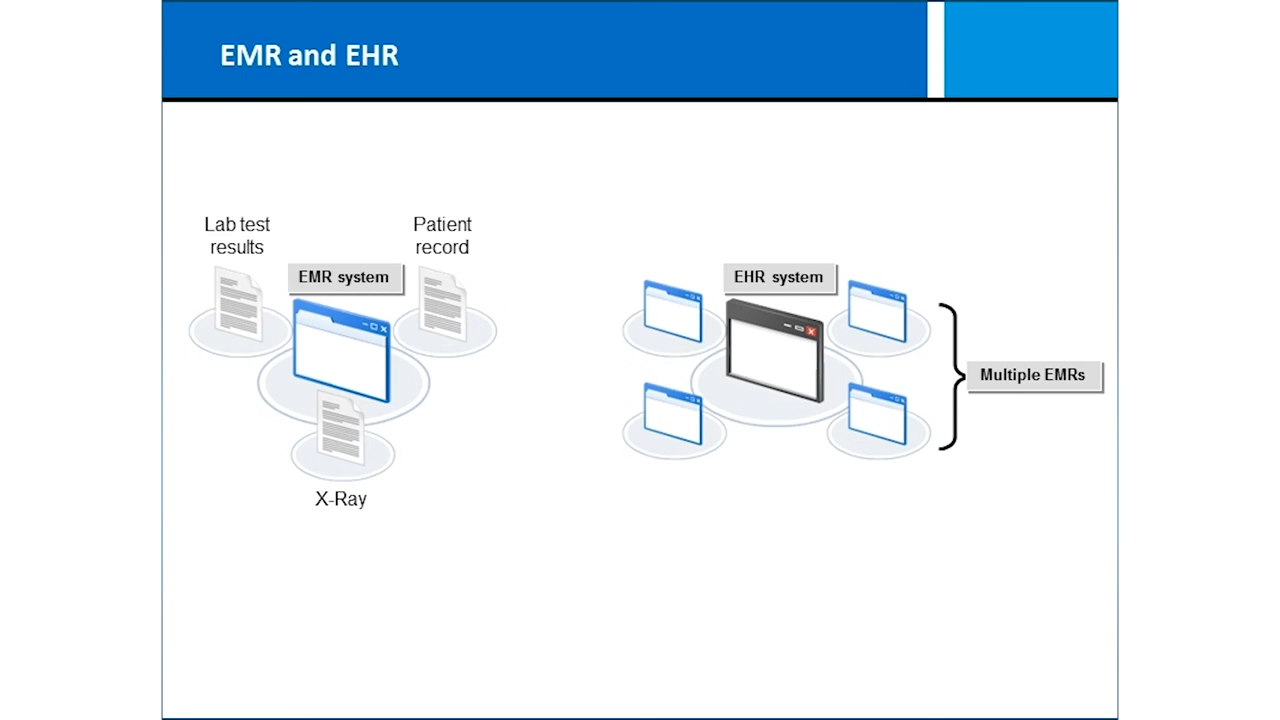 EMR and EHR
Lab test
results
Patient
record
EMR system
X-Ray
EHR system
Multiple EMRs